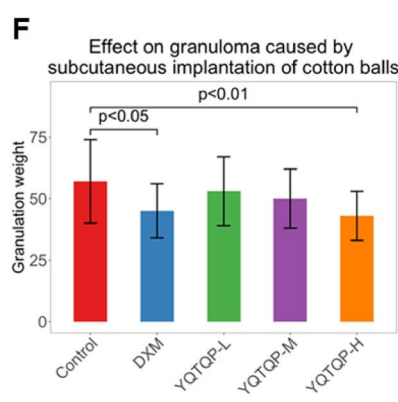 F
Effect on granuloma caused by
subcutaneous implantation of cotton balls
p<0.01
p<0.05
Granulation weight
75
50
25
0
Control
DXM
YQTQP-L
YQTQP-M
YQTQP-H